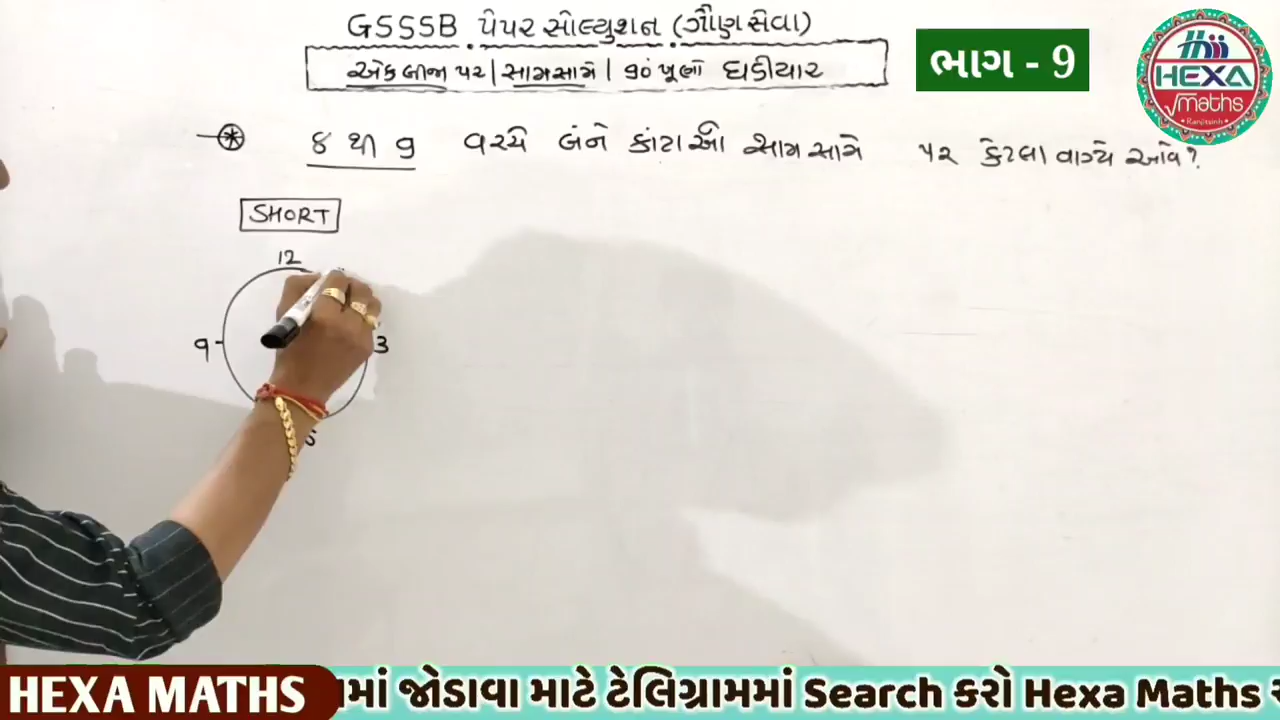 GSSSB પેપર સોલ્યુશન (ગૌણ સેવા)
એક બીજા પર | સામસામે | 90 ખૂણો ઘડીયાર
ભાગ - 9
HEXA
maths
Ranjitsinh
8 થી 9 વચ્ચે બંને કાંટાઓ સામ સામે પર કેટલા વાગ્યે આવે?
SHORT
12
9
3
HEXA MATHS
માં જોડાવા માટે ટેલિગ્રામમાં Search કરો Hexa Maths